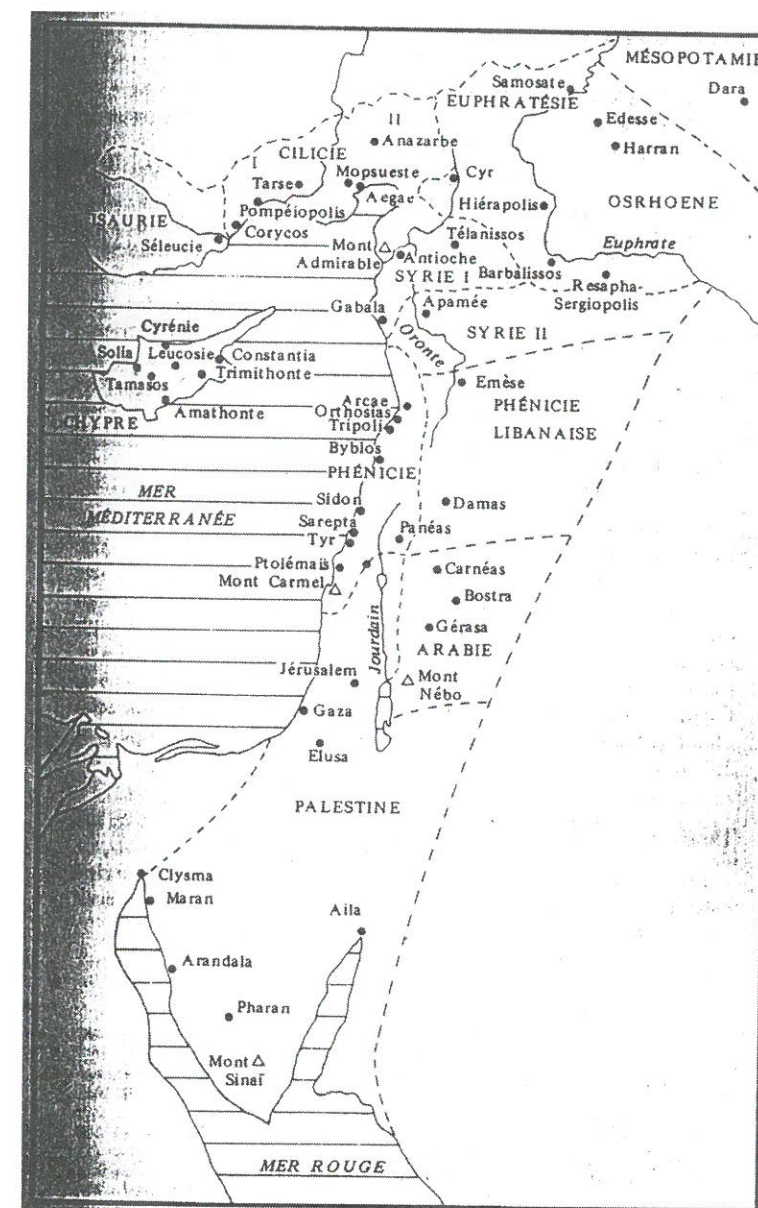 MÉSOPOTAMIE
Samosate
Dara
EUPHRATÉSIE
II
Edesse
Anazarbe
Harran
I
CILICIE
Mopsueste
Cyr
Tarse
Aegae
OSRHOENE
Hiérapolis
ISAURIE
Pompéiopolis
Corycos
Télanissos
Euphrate
Séleucie
Mont
Admirable
Antioche
SYRIE I
Barbalissos
Resapha-
Sergiopolis
Gabala
Apamée
SYRIE II
Cyrénie
Oronte
Solia
Leucosie
Constantia
Tamasos
Trimithonte
Emèse
Amathonte
Arcae
Orthosias
PHÉNICIE
LIBANAISE
CHYPRE
Tripoli
Byblos
PHÉNICIE
MER
MÉDITERRANÉE
Sidon
Damas
Sarepta
Tyr
Panéas
Ptolémaïs
Carnéas
Mont Carmel
Bostra
Gérasa
Jourdain
ARABIE
Jérusalem
Mont
Nébo
Gaza
Elusa
PALESTINE
Clysma
Maran
Aila
Arandala
Pharan
Mont
Sinaï
MER ROUGE